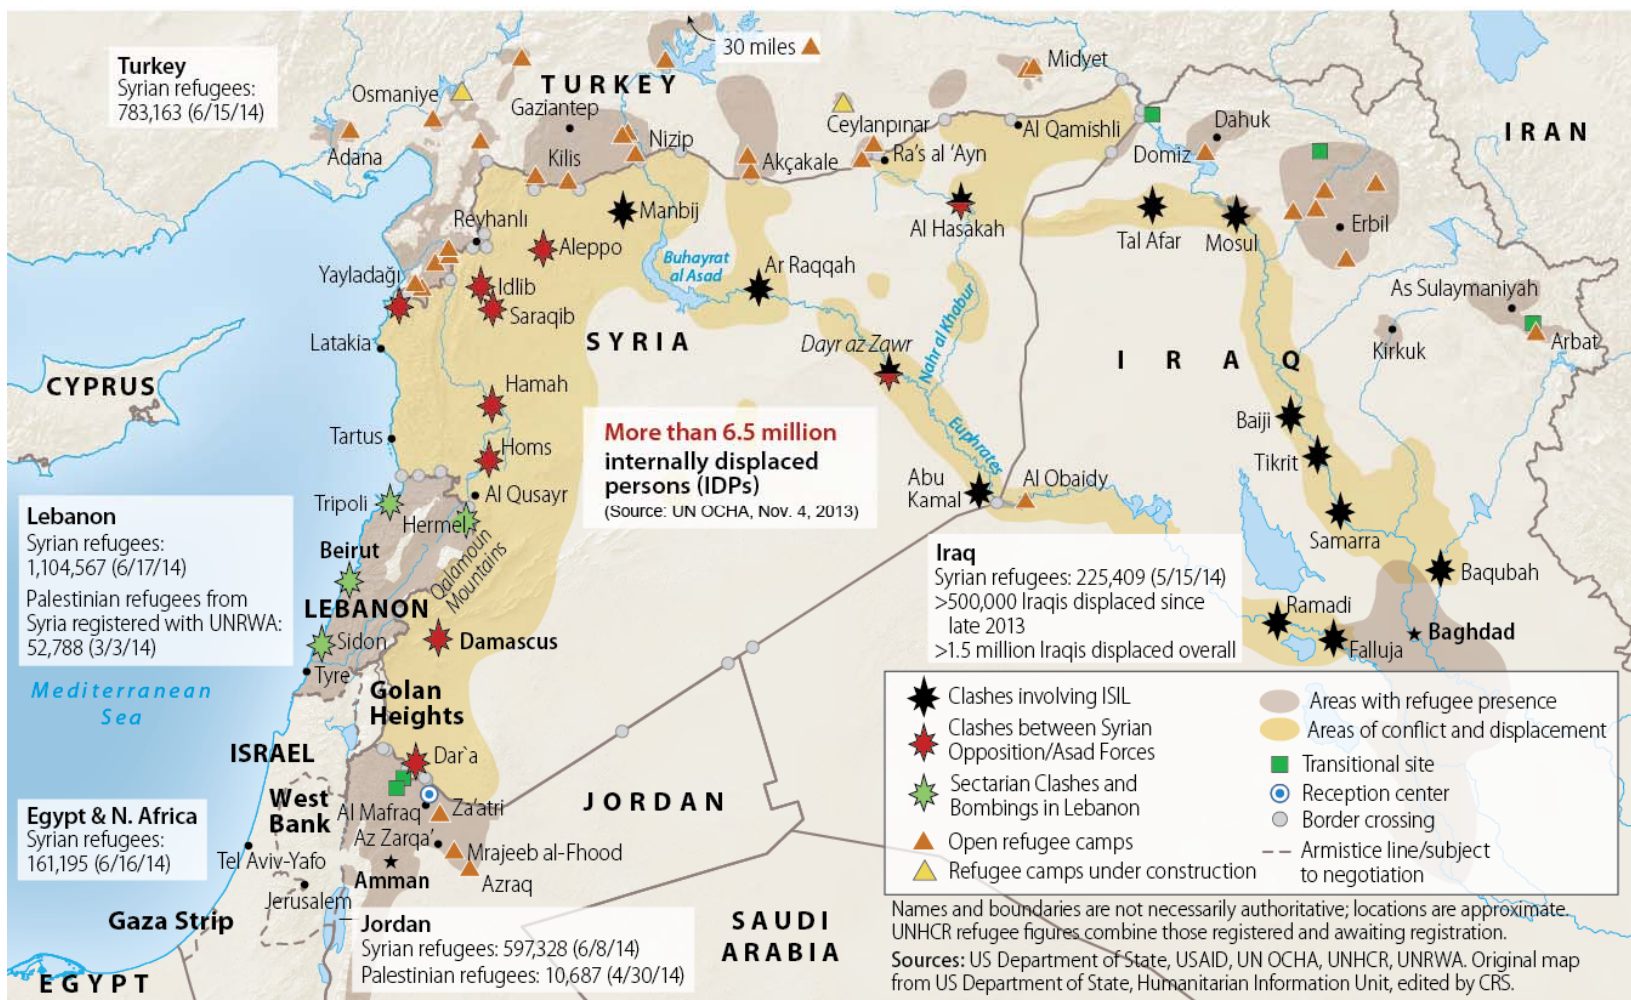 30 miles
Turkey
Syrian refugees:
783,163 (6/15/14)
TURKEY
Osmaniye
Gaziantep
Adana
Kilis
Nizip
Akçakale
Ceylanpınar
Ra's al 'Ayn
Midyet
Al Qamishli
Domiz
Dahuk
IRAN
Reyhanlı
Manbij
Aleppo
Yayladağı
Idlib
Saraqib
Buhayrat
al Asad
Ar Raqqah
Al Hasakah
Tal Afar
Mosul
Erbil
As Sulaymaniyah
Kirkuk
Arbat
Latakia
SYRIA
Dayr az-Zawr
Nahr al Khabur
IRAQ
CYPRUS
Hamah
Tartus
Homs
Al Qusayr
More than 6.5 million
internally displaced
persons (IDPs)
(Source: UN OCHA, Nov. 4, 2013)
Euphrates
Abu
Kamal
Al Obaidy
Baiji
Tikrit
Samarra
Baqubah
Lebanon
Syrian refugees:
1,104,567 (6/17/14)
Palestinian refugees from
Syria registered with UNRWA:
52,788 (3/3/14)
Tripoli
Hermel
Beirut
Qalamoun
Mountains
LEBANON
Sidon
Damascus
Tyre
Iraq
Syrian refugees: 225,409 (5/15/14)
>500,000 Iraqis displaced since
late 2013
>1.5 million Iraqis displaced overall
Ramadi
Falluja
Baghdad
Mediterranean
Sea
Golan
Heights
ISRAEL
Dar`a
West
Bank
Al Mafraq
Za'atri
Az Zarqa'
Mrajeeb al-Fhood
Azraq
Amman
JORDAN
Egypt & N. Africa
Syrian refugees:
161,195 (6/16/14)
Tel Aviv-Yafo
Jerusalem
Gaza Strip
EGYPT
Jordan
Syrian refugees: 597,328 (6/8/14)
Palestinian refugees: 10,687 (4/30/14)
SAUDI
ARABIA
Clashes involving ISIL
Clashes between Syrian
Opposition/Asad Forces
Sectarian Clashes and
Bombings in Lebanon
Open refugee camps
Refugee camps under construction
Areas with refugee presence
Areas of conflict and displacement
Transitional site
Reception center
Border crossing
Armistice line/subject
to negotiation
Names and boundaries are not necessarily authoritative; locations are approximate.
UNHCR refugee figures combine those registered and awaiting registration.
Sources: US Department of State, USAID, UN OCHA, UNHCR, UNRWA. Original map
from US Department of State, Humanitarian Information Unit, edited by CRS.